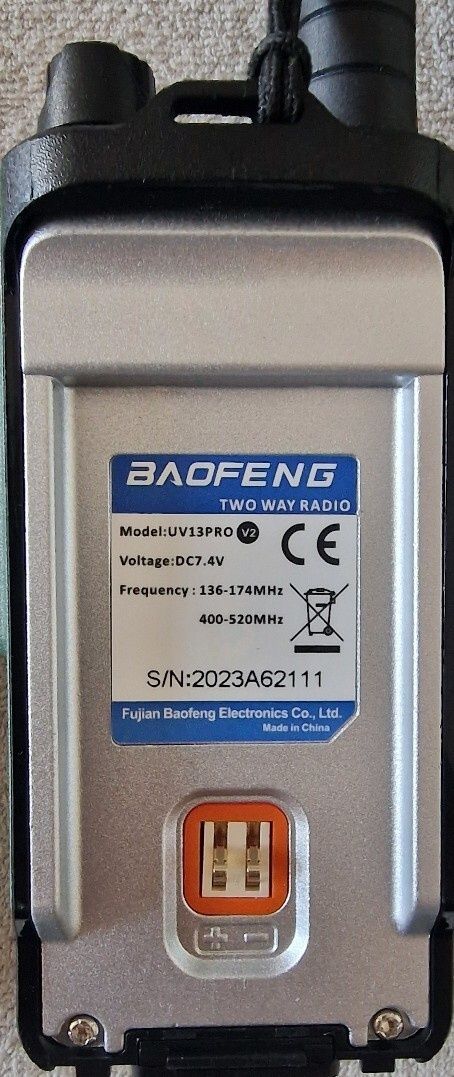 BAOFENG
TWO WAY RADIO
Model:UV13PRO V2
CE
Voltage:DC7.4V
Frequency : 136-174MHz
400-520MHz
S/N:2023A62111
Fujian Baofeng Electronics Co., Ltd.
Made in China
+ -